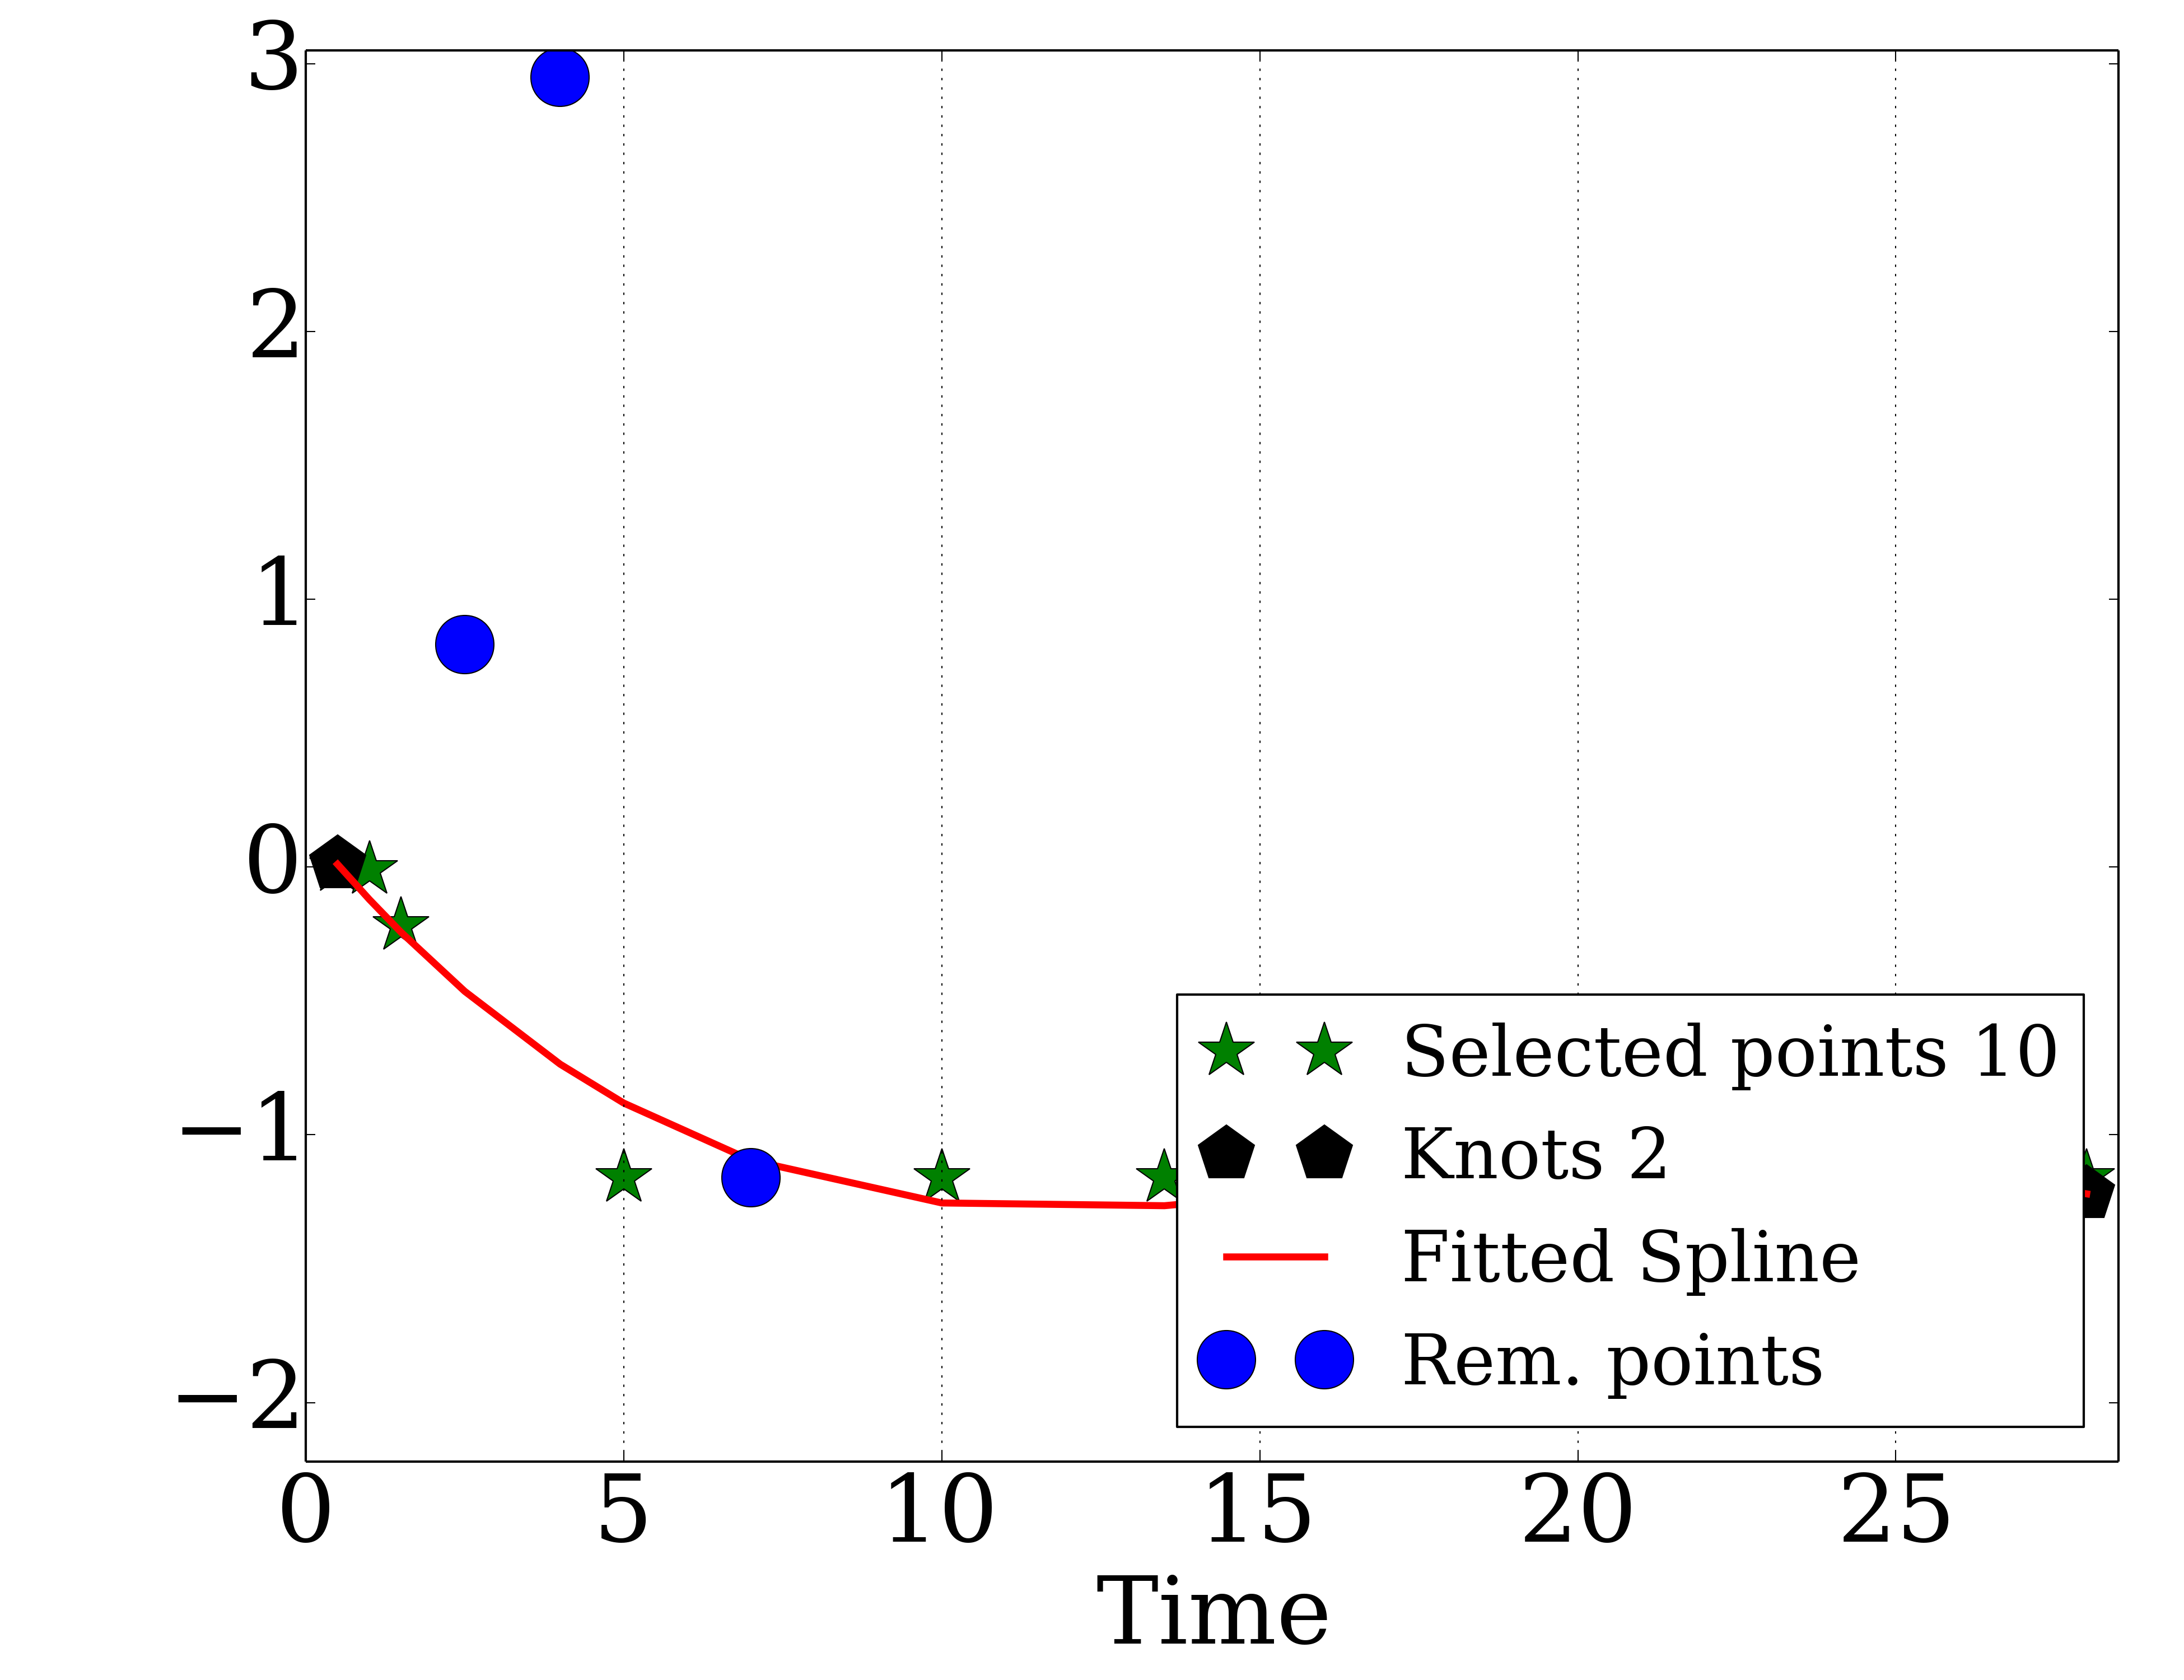 3
2
1
0
−1
−2
Selected points 10
Knots 2
Fitted Spline
Rem. points
0 5 10 15 20 25
Time